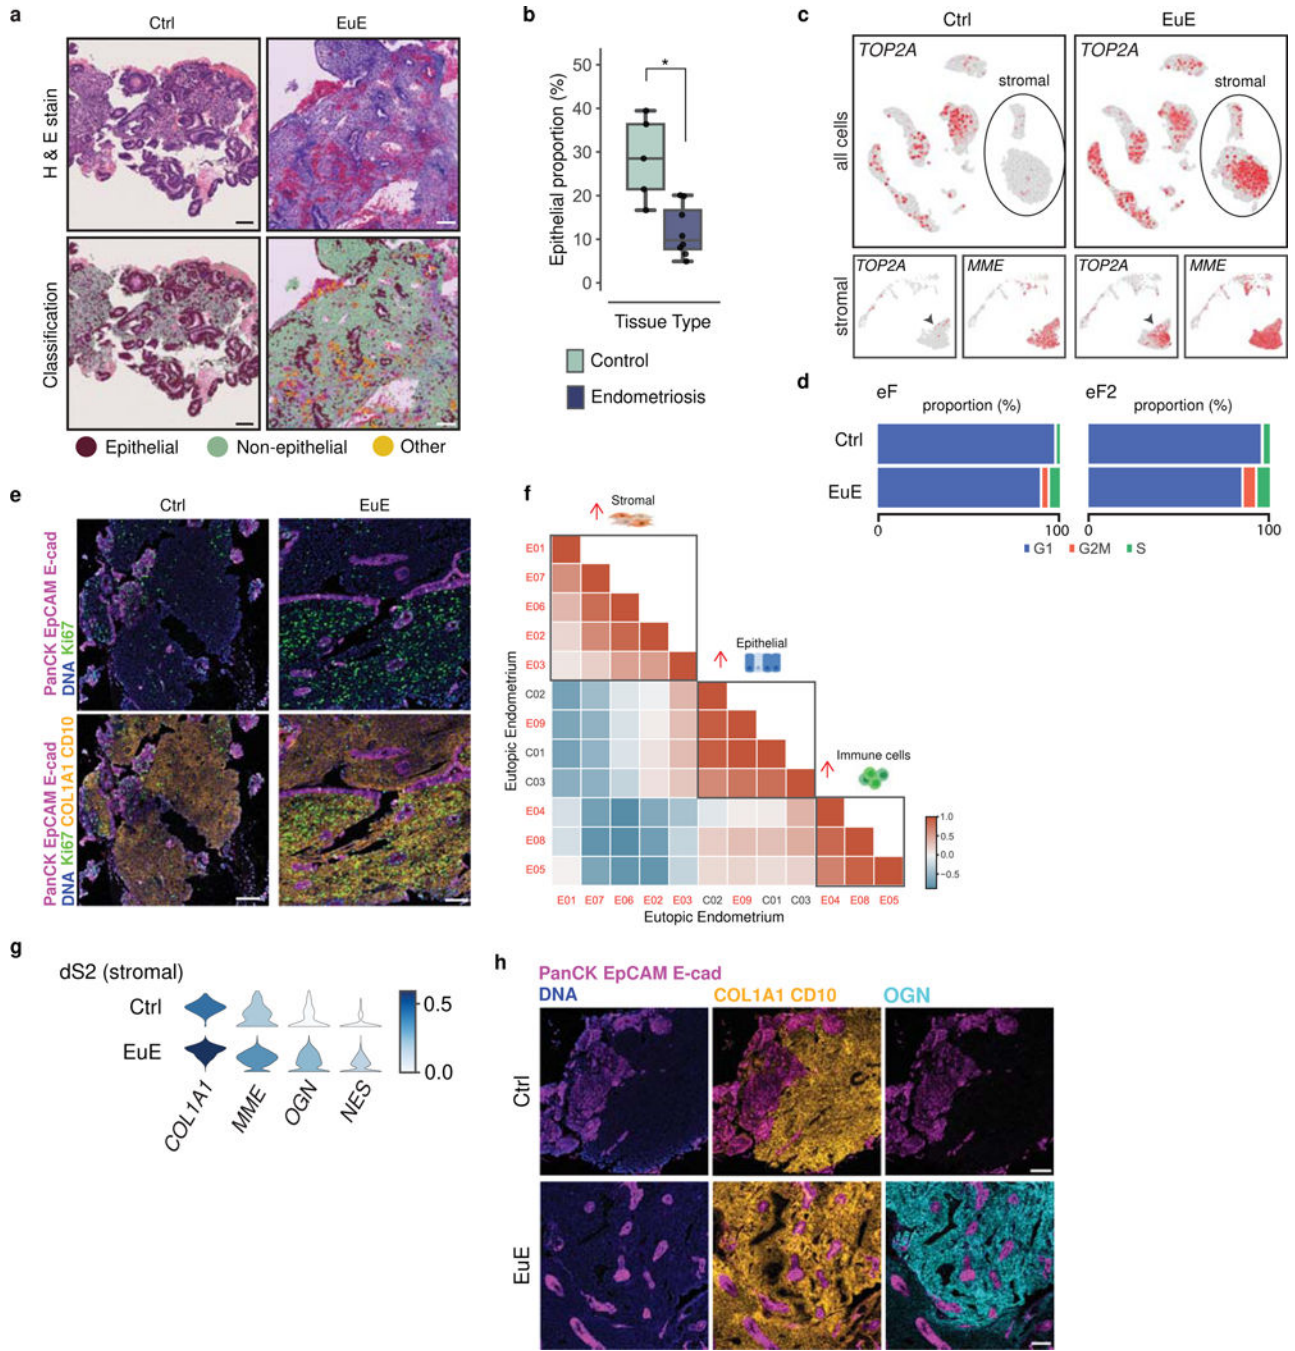 a
Ctrl
EuE
H & E stain
Classification
Epithelial
Non-epithelial
Other
b
*
Epithelial proportion (%)
50
40
30
20
10
0
Tissue Type
Control
Endometriosis
c
Ctrl
EuE
all cells
TOP2A
stromal
TOP2A
stromal
stromal
TOP2A
MME
TOP2A
MME
d
eF
eF2
proportion (%)
proportion (%)
Ctrl
EuE
0
100
0
100
G1
G2M
S
e
Ctrl
EuE
PanCK EpCAM E-cad
DNA Ki67
PanCK EpCAM E-cad
DNA Ki67 COL1A1 CD10
f
Stromal
Epithelial
Immune cells
Eutopic Endometrium
E01
E07
E06
E02
E03
C02
E09
C01
C03
E04
E08
E05
E01 E07 E06 E02 E03 C02 E09 C01 C03 E04 E08 E05
Eutopic Endometrium
1.0
0.5
0.0
−0.5
g
dS2 (stromal)
Ctrl
EuE
COL1A1
MME
OGN
NES
0.5
0.0
h
PanCK EpCAM E-cad
DNA
COL1A1 CD10
OGN
Ctrl
EuE